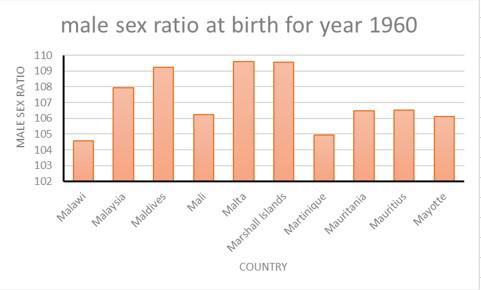 male sex ratio at birth for year 1960
MALE SEX RATIO
110
109
108
107
106
105
104
103
102
Malawi
Malaysia
Maldives
Mali
Malta
Marshall Islands
Martinique
Mauritania
Mauritius
Mayotte
COUNTRY